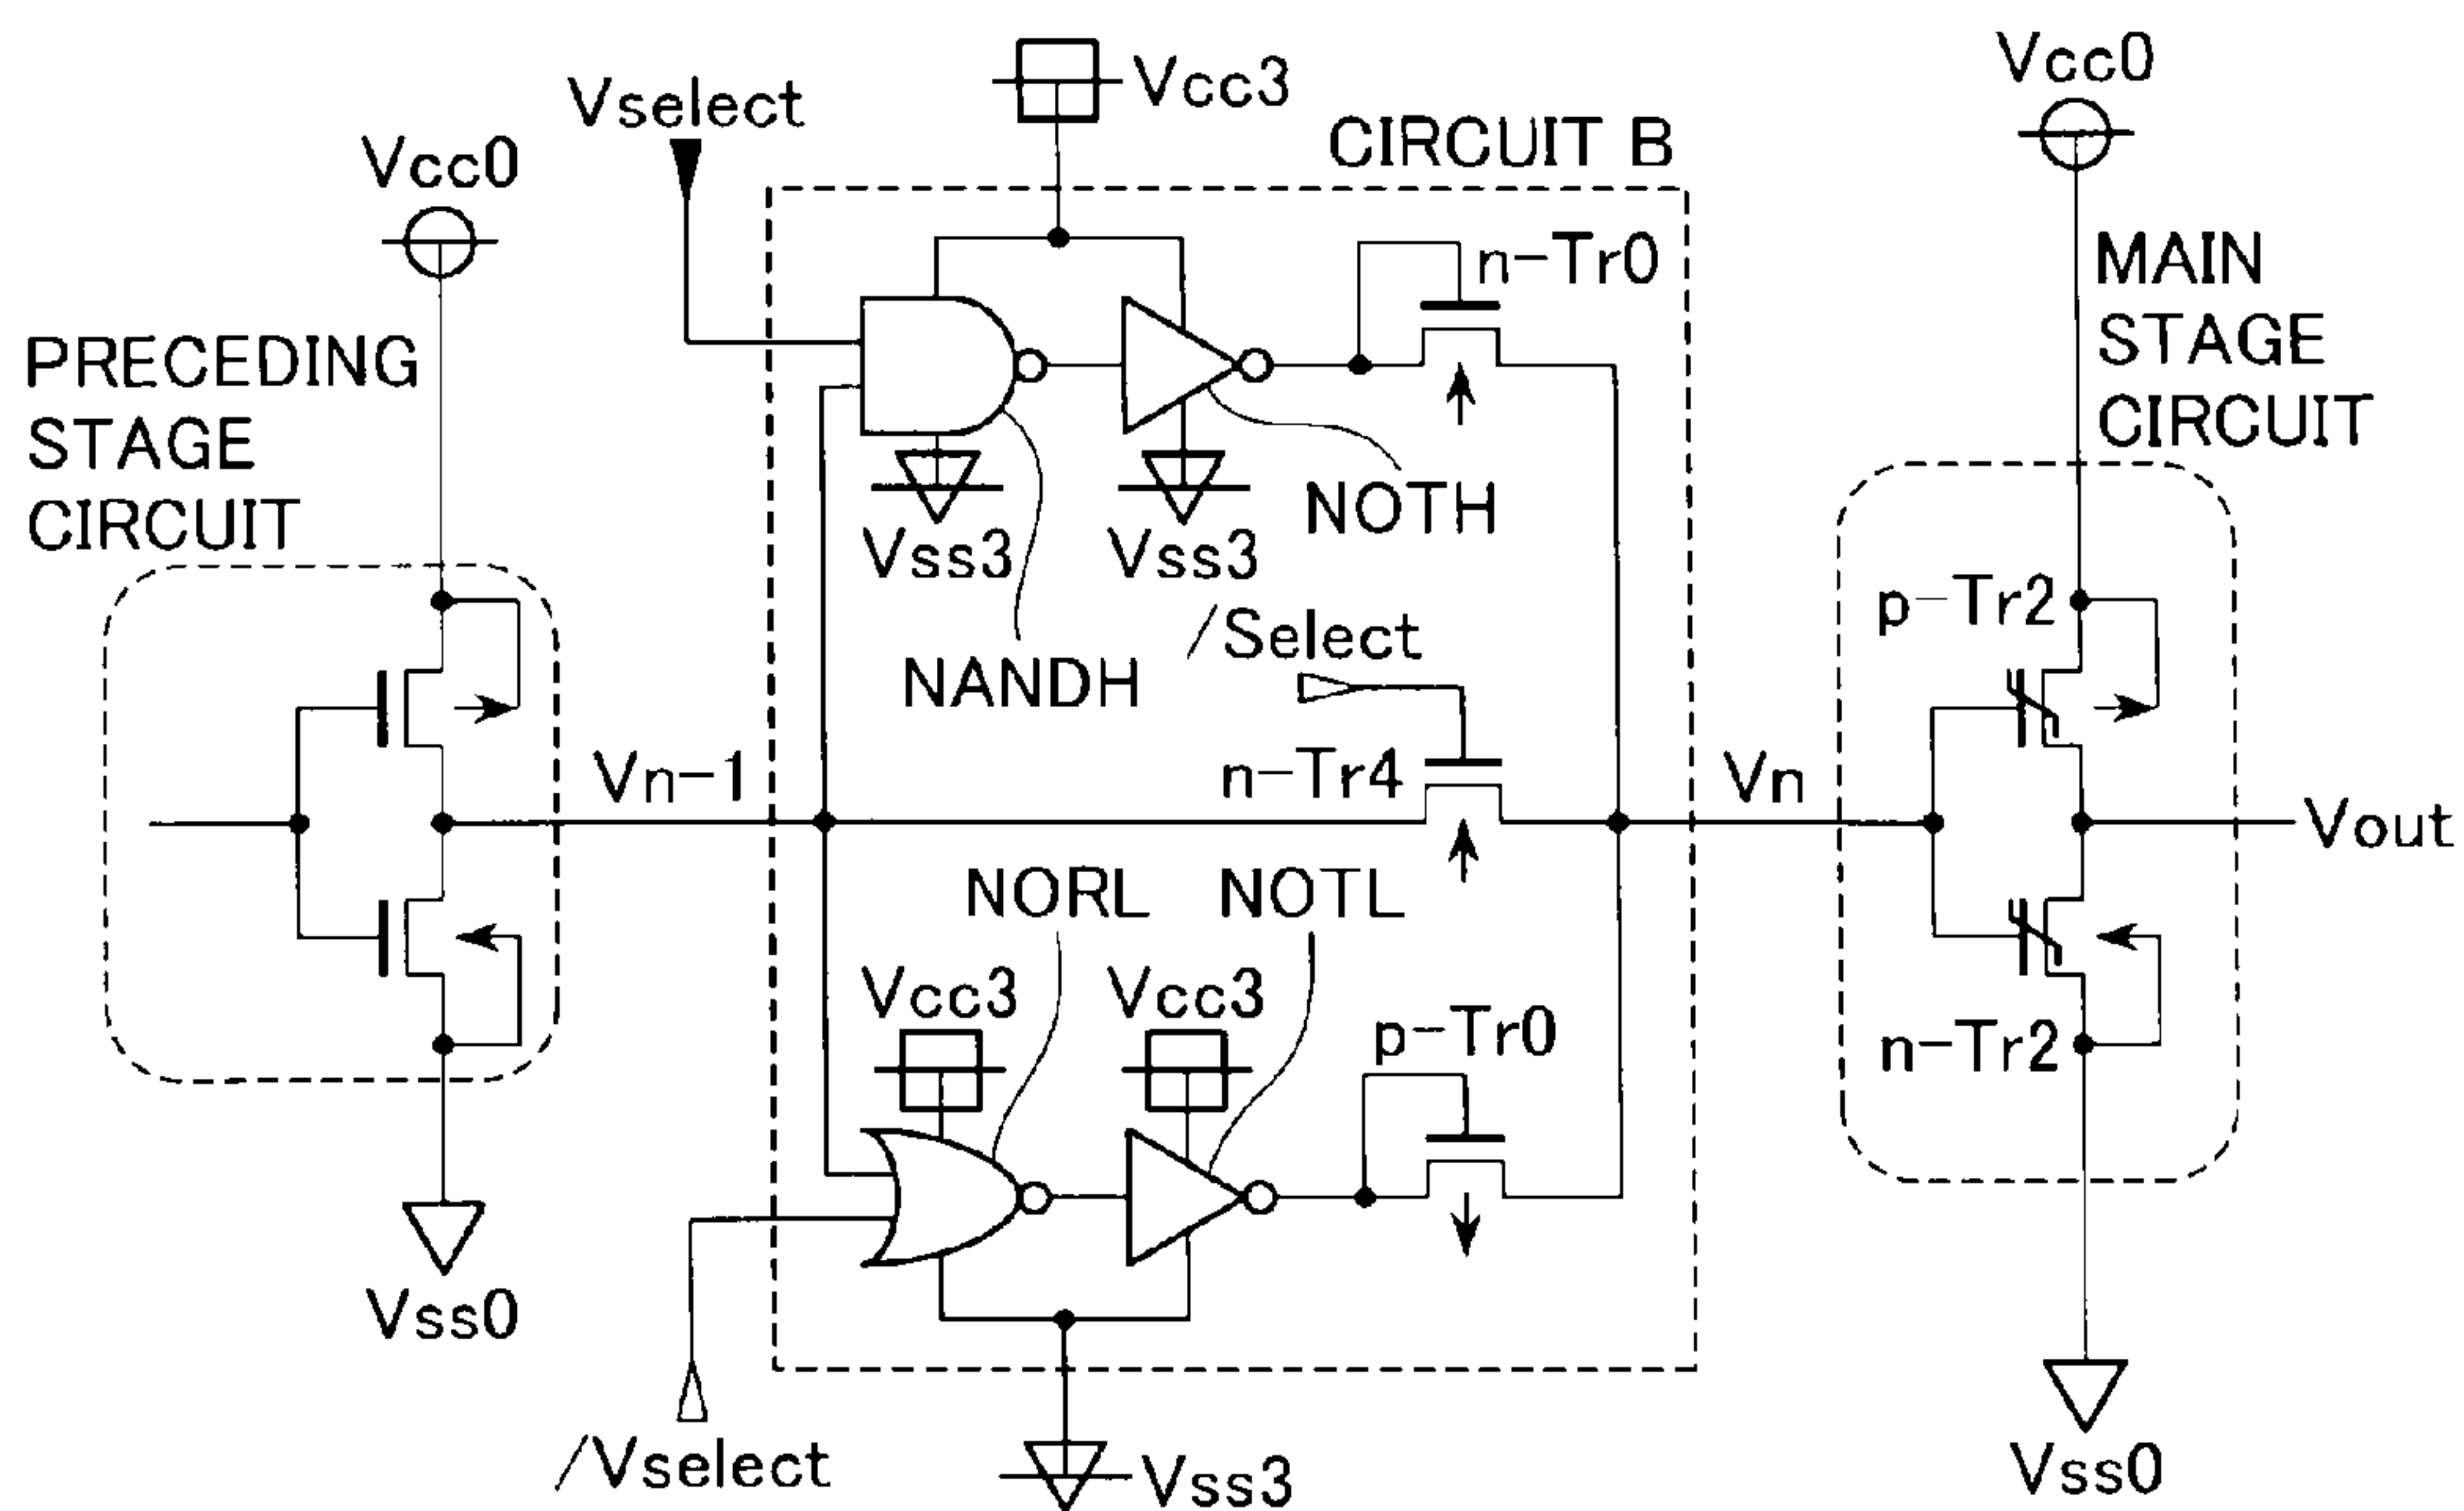 Vcc3
Vcc0
Vselect
CIRCUIT B
Vcc0
n-Tr0
MAIN
STAGE
CIRCUIT
PRECEDING
STAGE
CIRCUIT
NOTH
Vss3
Vss3
p-Tr2
/Select
NANDH
Vn-1
n-Tr4
Vn
Vout
NORL
NOTL
Vcc3
Vcc3
p-Tr0
n-Tr2
Vss0
/Vselect
Vss3
Vss0